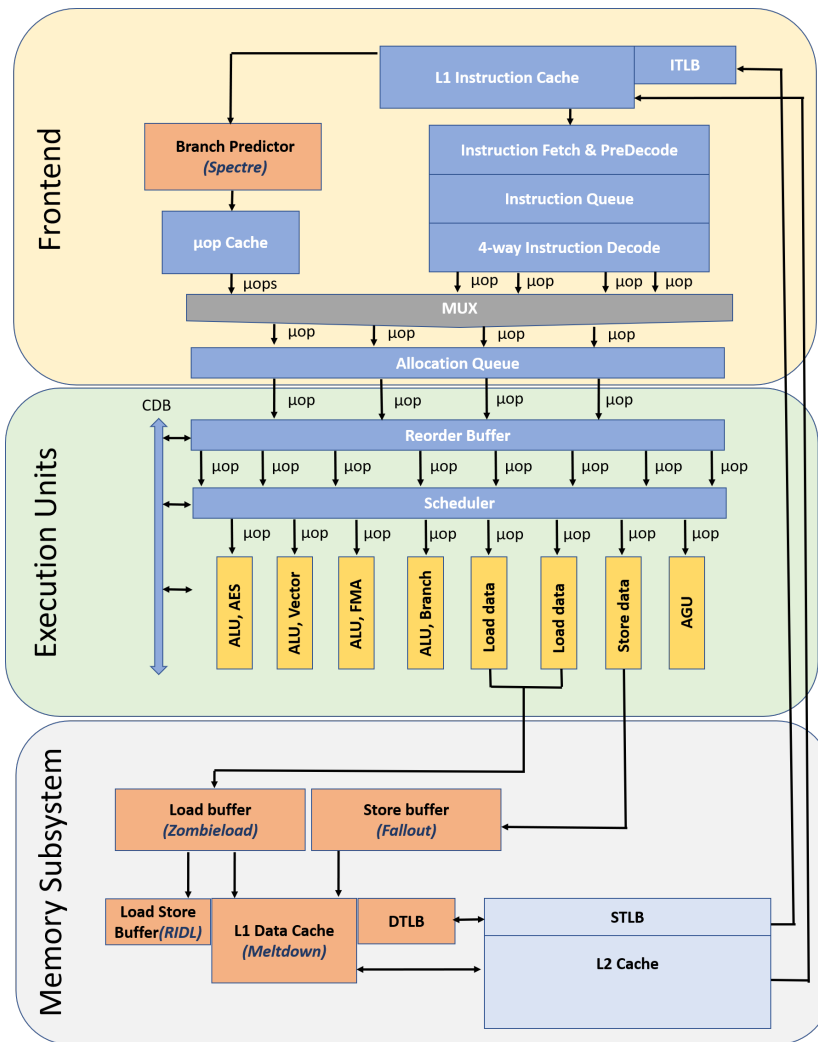 Frontend
L1 Instruction Cache
ITLB
Branch Predictor
(Spectre)
Instruction Fetch & PreDecode
Instruction Queue
4-way Instruction Decode
μop Cache
μops
μop
μop
μop
μop
MUX
μop
μop
μop
μop
Allocation Queue
Execution Units
CDB
μop
μop
μop
μop
Reorder Buffer
μop
μop
μop
μop
μop
μop
μop
μop
Scheduler
μop
μop
μop
μop
μop
μop
μop
μop
ALU, AES
ALU, Vector
ALU, FMA
ALU, Branch
Load data
Load data
Store data
AGU
Memory Subsystem
Load buffer
(Zombieload)
Store buffer
(Fallout)
Load Store
Buffer(RIDL)
L1 Data Cache
(Meltdown)
DTLB
STLB
L2 Cache